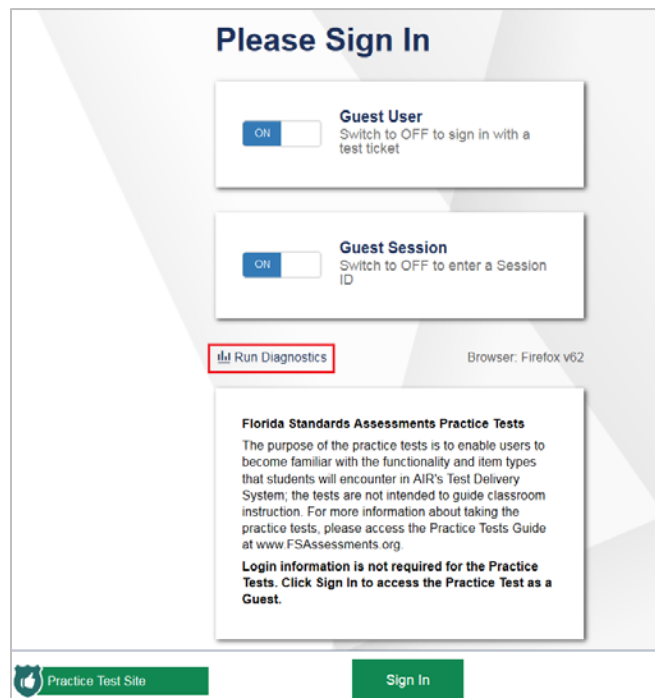 Please Sign In
ON
Guest User
Switch to OFF to sign in with a
test ticket
ON
Guest Session
Switch to OFF to enter a Session
ID
Run Diagnostics
Browser: Firefox v62
Florida Standards Assessments Practice Tests
The purpose of the practice tests is to enable users to
become familiar with the functionality and item types
that students will encounter in AIR's Test Delivery
System; the tests are not intended to guide classroom
instruction. For more information about taking the
practice tests, please access the Practice Tests Guide
at www.FSAssessments.org.
Login information is not required for the Practice
Tests. Click Sign In to access the Practice Test as a
Guest.
Practice Test Site
Sign In